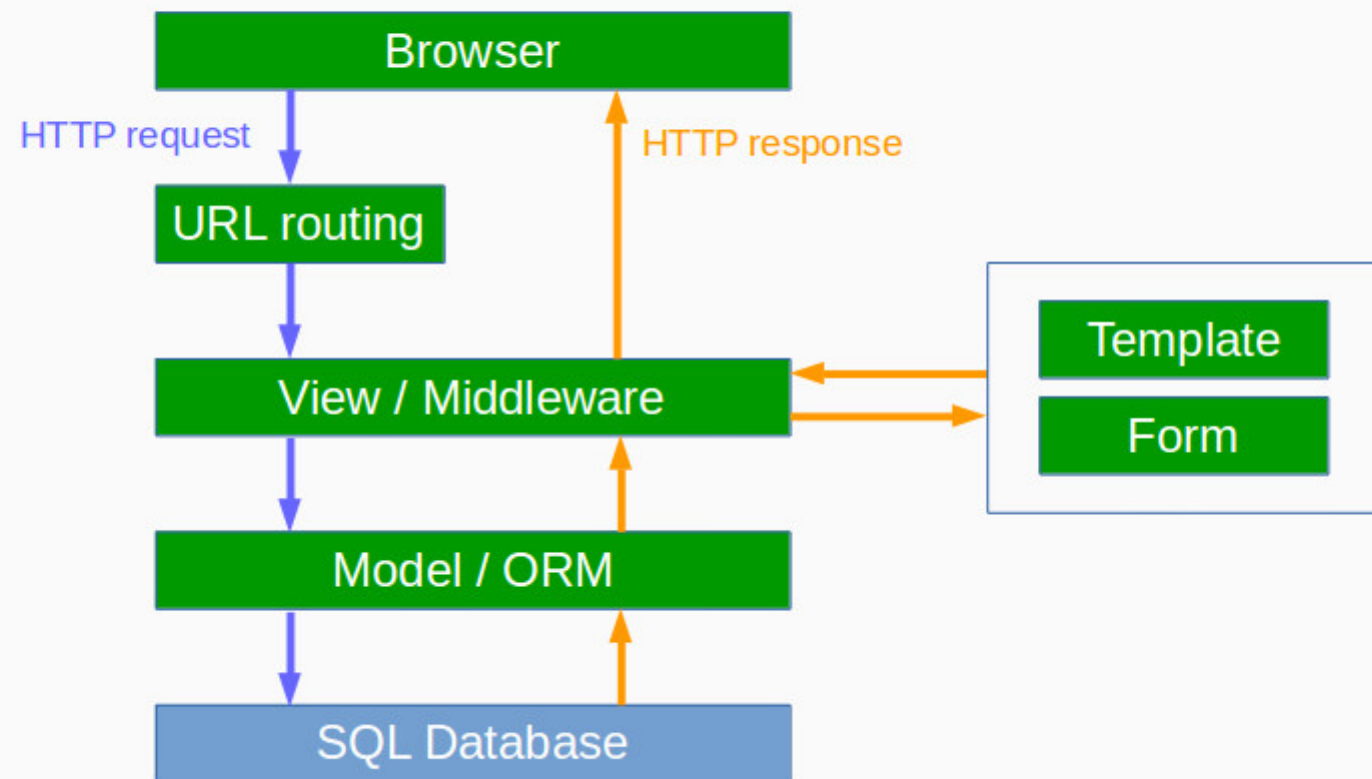 Browser
HTTP request
HTTP response
URL routing
View / Middleware
Template
Form
Model / ORM
SQL Database